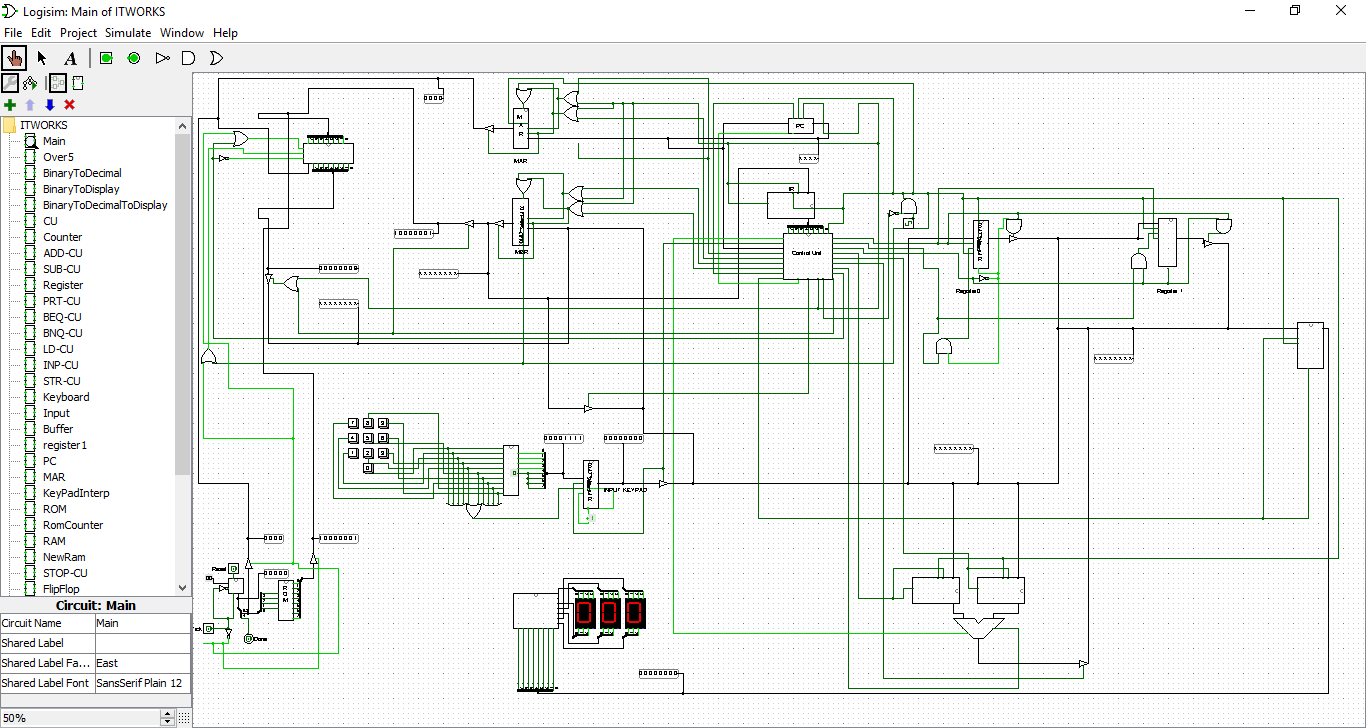 Logisim: Main of ITWORKS
File Edit Project Simulate Window Help
ITWORKS
Main
Over5
BinaryToDecimal
BinaryToDisplay
BinaryToDecimalToDisplay
CU
Counter
ADD-CU
SUB-CU
Register
PRT-CU
BEQ-CU
BNQ-CU
LD-CU
INP-CU
STR-CU
Keyboard
Input
Buffer
register1
PC
MAR
KeyPadInterp
ROM
RomCounter
RAM
NewRam
STOP-CU
FlipFlop
Circuit: Main
Circuit Name Main
Shared Label
Shared Label Fa... East
Shared Label Font SansSerif Plain 12
50%
MAR
MAR
MBR
PC
IR
Control Unit
Register0
Register 1
7 8 9
4 5 6
1 2 3
0
INPUT KEYPAD
Reset
ROM
Done
0 0 0